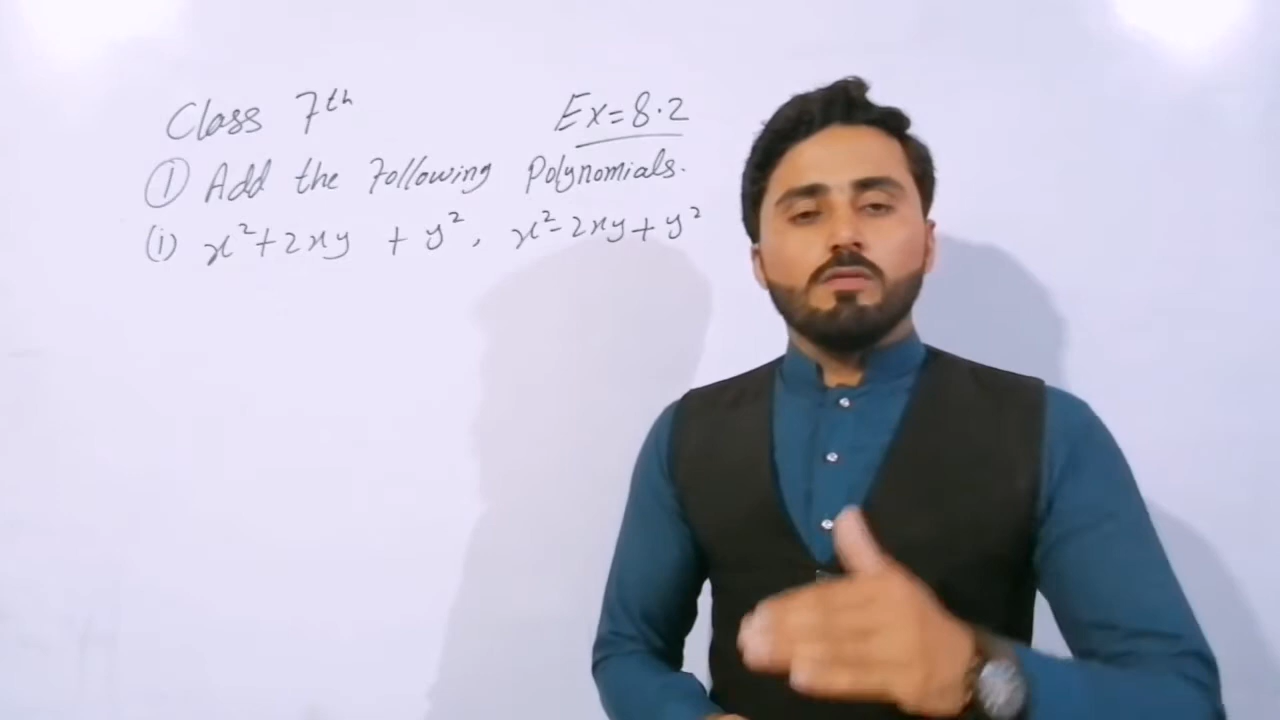 Class 7th Ex=8.2
① Add the Following Polynomials.
(i) x²+2xy + y², x²-2xy+y²